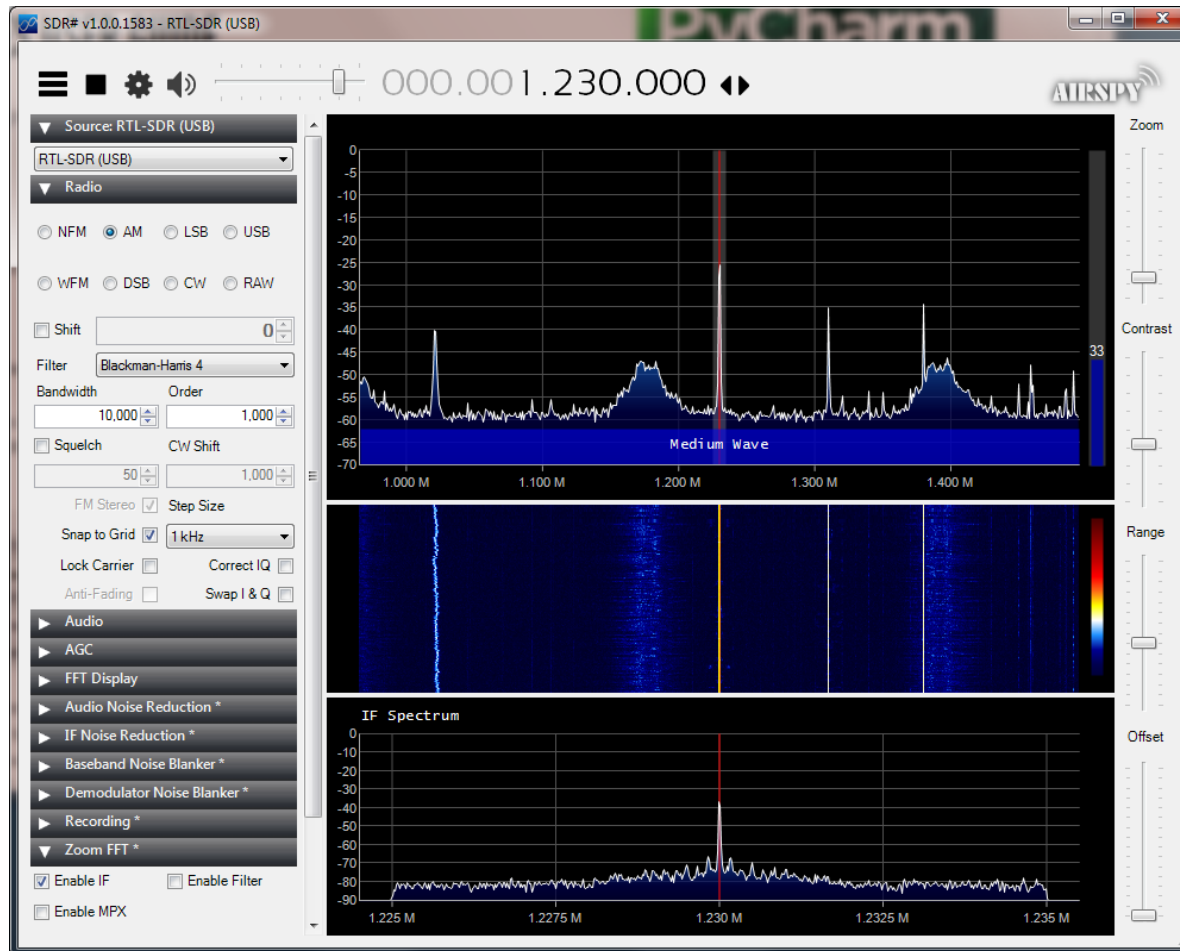 SDR# v1.0.0.1583 - RTL-SDR (USB)
PyCharm
000.001.230.000
AIRSPY
Source: RTL-SDR (USB)
RTL-SDR (USB)
Radio
NFM AM LSB USB
WFM DSB CW RAW
Shift 0
Filter Blackman-Harris 4
Bandwidth Order
10,000 1,000
Squelch CW Shift
50 1,000
FM Stereo Step Size
Snap to Grid 1 kHz
Lock Carrier Correct IQ
Anti-Fading Swap I & Q
Audio
AGC
FFT Display
Audio Noise Reduction *
IF Noise Reduction *
Baseband Noise Blanker *
Demodulator Noise Blanker *
Recording *
Zoom FFT *
Enable IF Enable Filter
Enable MPX
0
-5
-10
-15
-20
-25
-30
-35
-40
-45
-50
-55
-60
-65
-70
33
Medium Wave
1.000 M 1.100 M 1.200 M 1.300 M 1.400 M
IF Spectrum
0
-10
-20
-30
-40
-50
-60
-70
-80
-90
1.225 M 1.2275 M 1.230 M 1.2325 M 1.235 M
Zoom
Contrast
Range
Offset